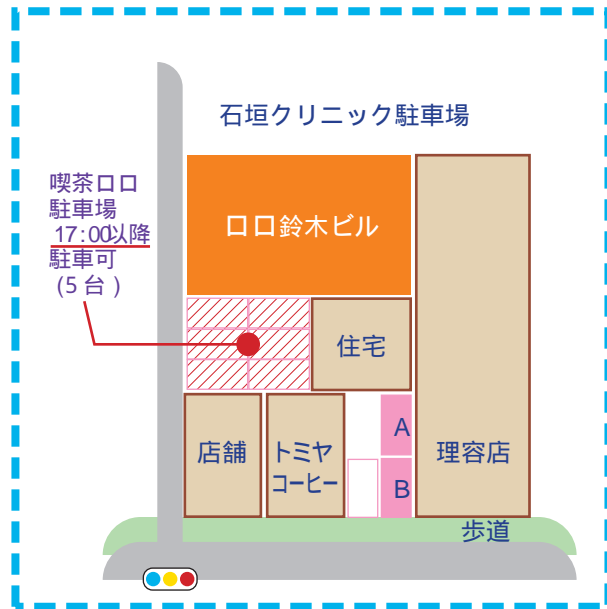 石垣クリニック駐車場
喫茶ロロ
駐車場
17:00以降
駐車可
(5台)
ロロ鈴木ビル
住宅
店舗
トミヤ
コーヒー
A
B
理容店
歩道